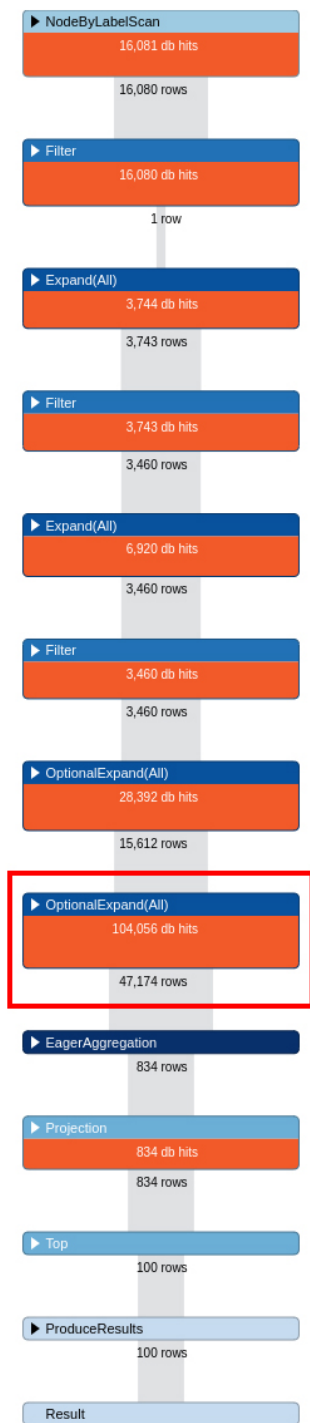 NodeByLabelScan
16,081 db hits
16,080 rows
Filter
16,080 db hits
1 row
Expand(All)
3,744 db hits
3,743 rows
Filter
3,743 db hits
3,460 rows
Expand(All)
6,920 db hits
3,460 rows
Filter
3,460 db hits
3,460 rows
OptionalExpand(All)
28,392 db hits
15,612 rows
OptionalExpand(All)
104,056 db hits
47,174 rows
EagerAggregation
834 rows
Projection
834 db hits
834 rows
Top
100 rows
ProduceResults
100 rows
Result